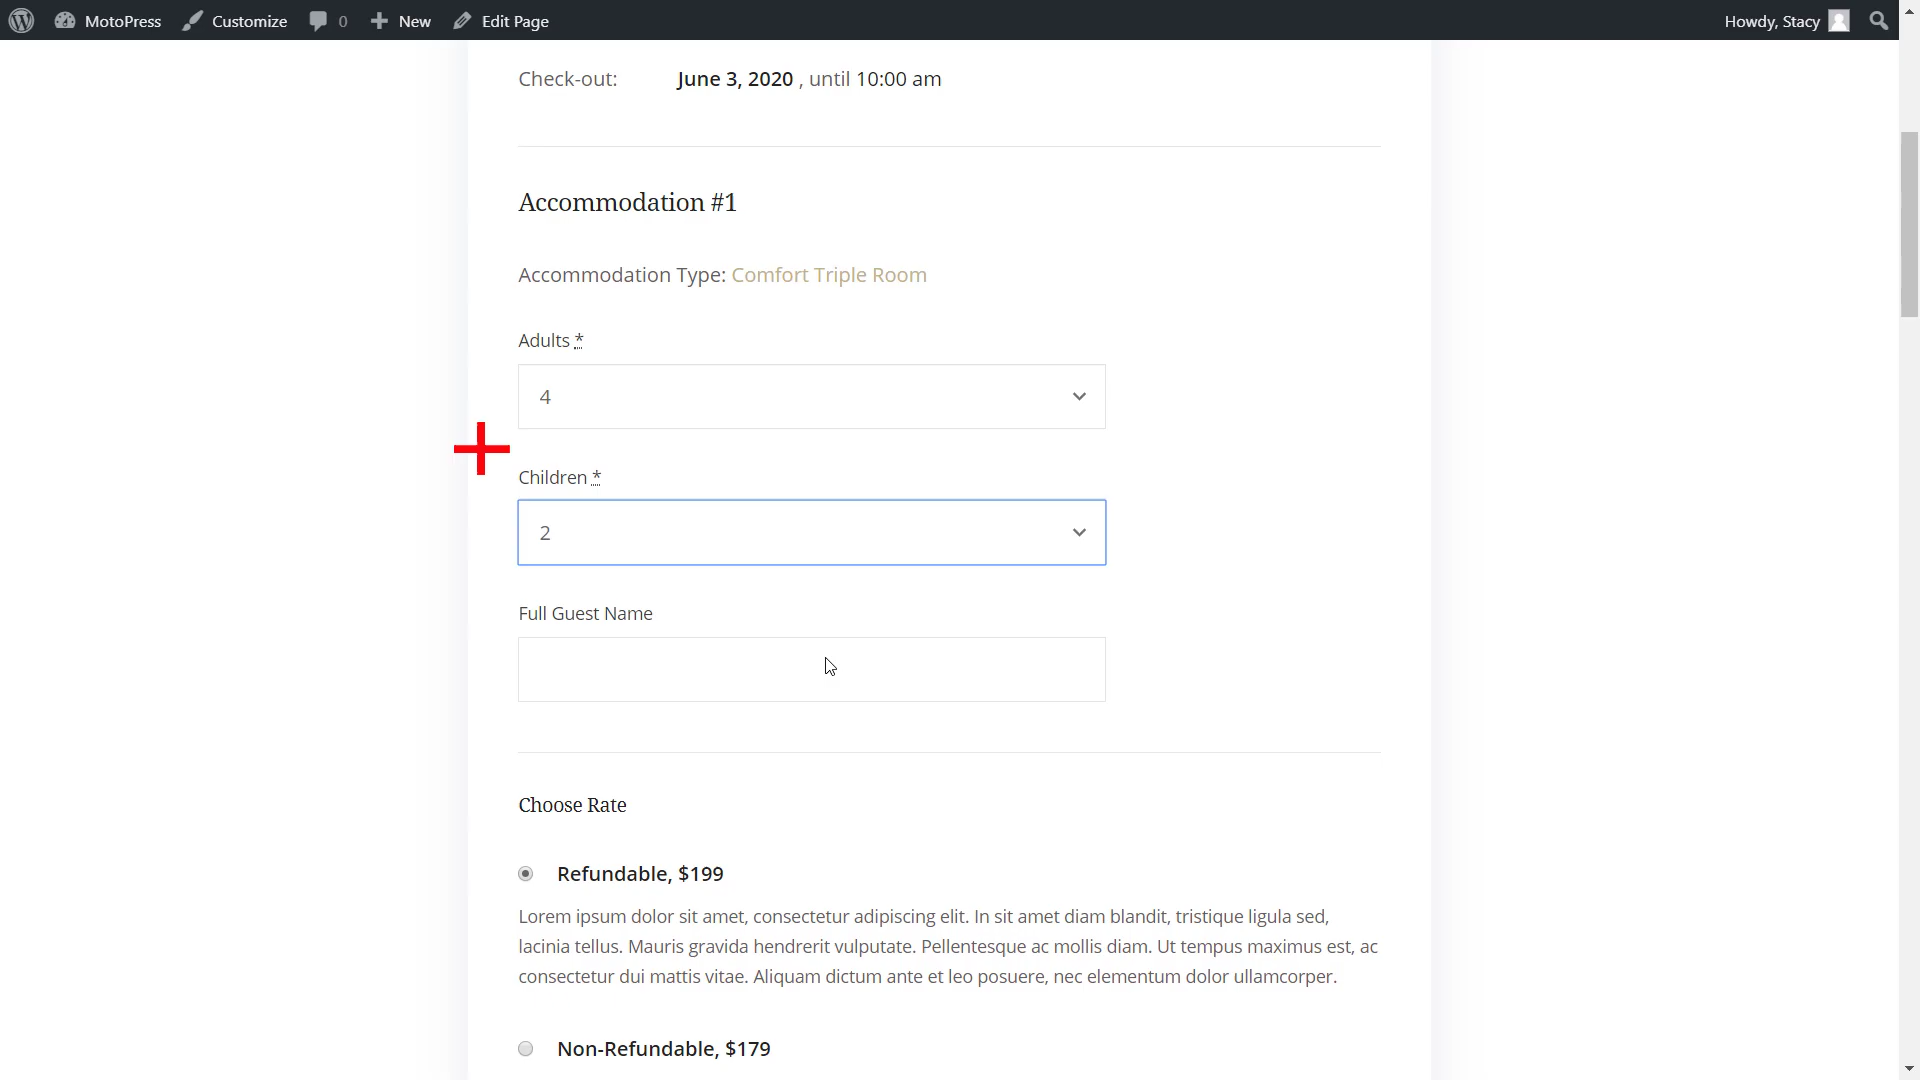 MotoPress Customize 0 New Edit Page Howdy, Stacy
Check-out: June 3, 2020 , until 10:00 am
Accommodation #1
Accommodation Type: Comfort Triple Room
Adults *
4
Children *
2
Full Guest Name
Choose Rate
Refundable, $199
Lorem ipsum dolor sit amet, consectetur adipiscing elit. In sit amet diam blandit, tristique ligula sed,
lacinia tellus. Mauris gravida hendrerit vulputate. Pellentesque ac mollis diam. Ut tempus maximus est, ac
consectetur dui mattis vitae. Aliquam dictum ante et leo posuere, nec elementum dolor ullamcorper.
Non-Refundable, $179